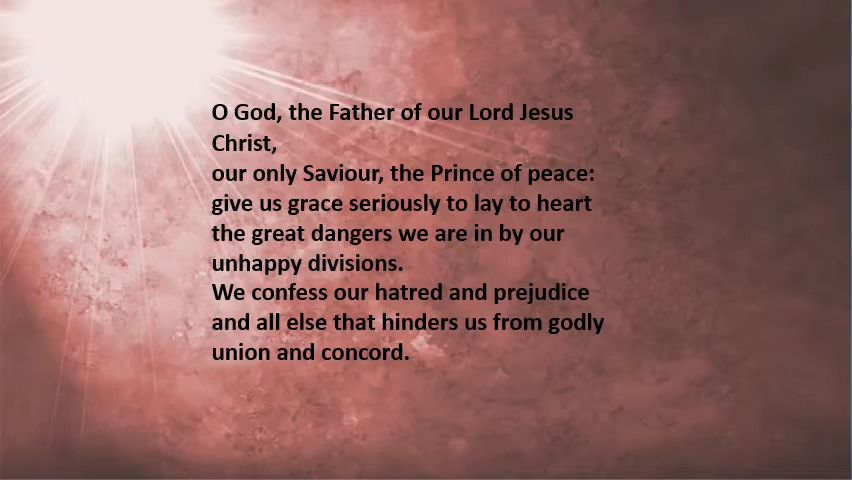 O God, the Father of our Lord Jesus
Christ,
our only Saviour, the Prince of peace:
give us grace seriously to lay to heart
the great dangers we are in by our
unhappy divisions.
We confess our hatred and prejudice
and all else that hinders us from godly
union and concord.